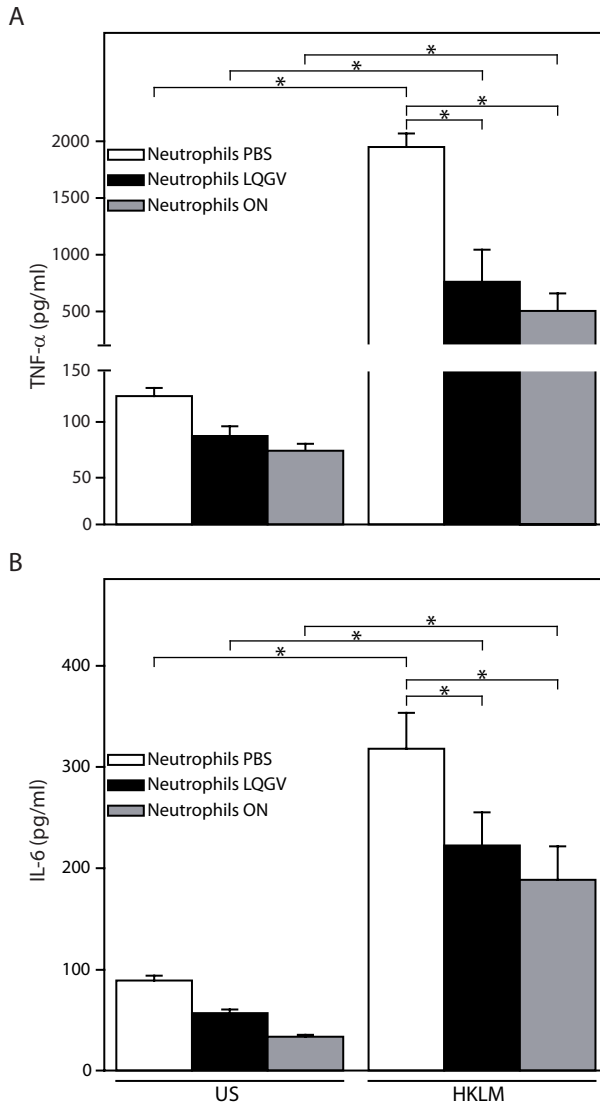 A
*
*
*
*
*
2000
1500
1000
500
150
100
50
0
TNF-α (pg/ml)
Neutrophils PBS
Neutrophils LQGV
Neutrophils ON
B
*
*
*
*
*
400
300
200
100
0
IL-6 (pg/ml)
Neutrophils PBS
Neutrophils LQGV
Neutrophils ON
US
HKLM